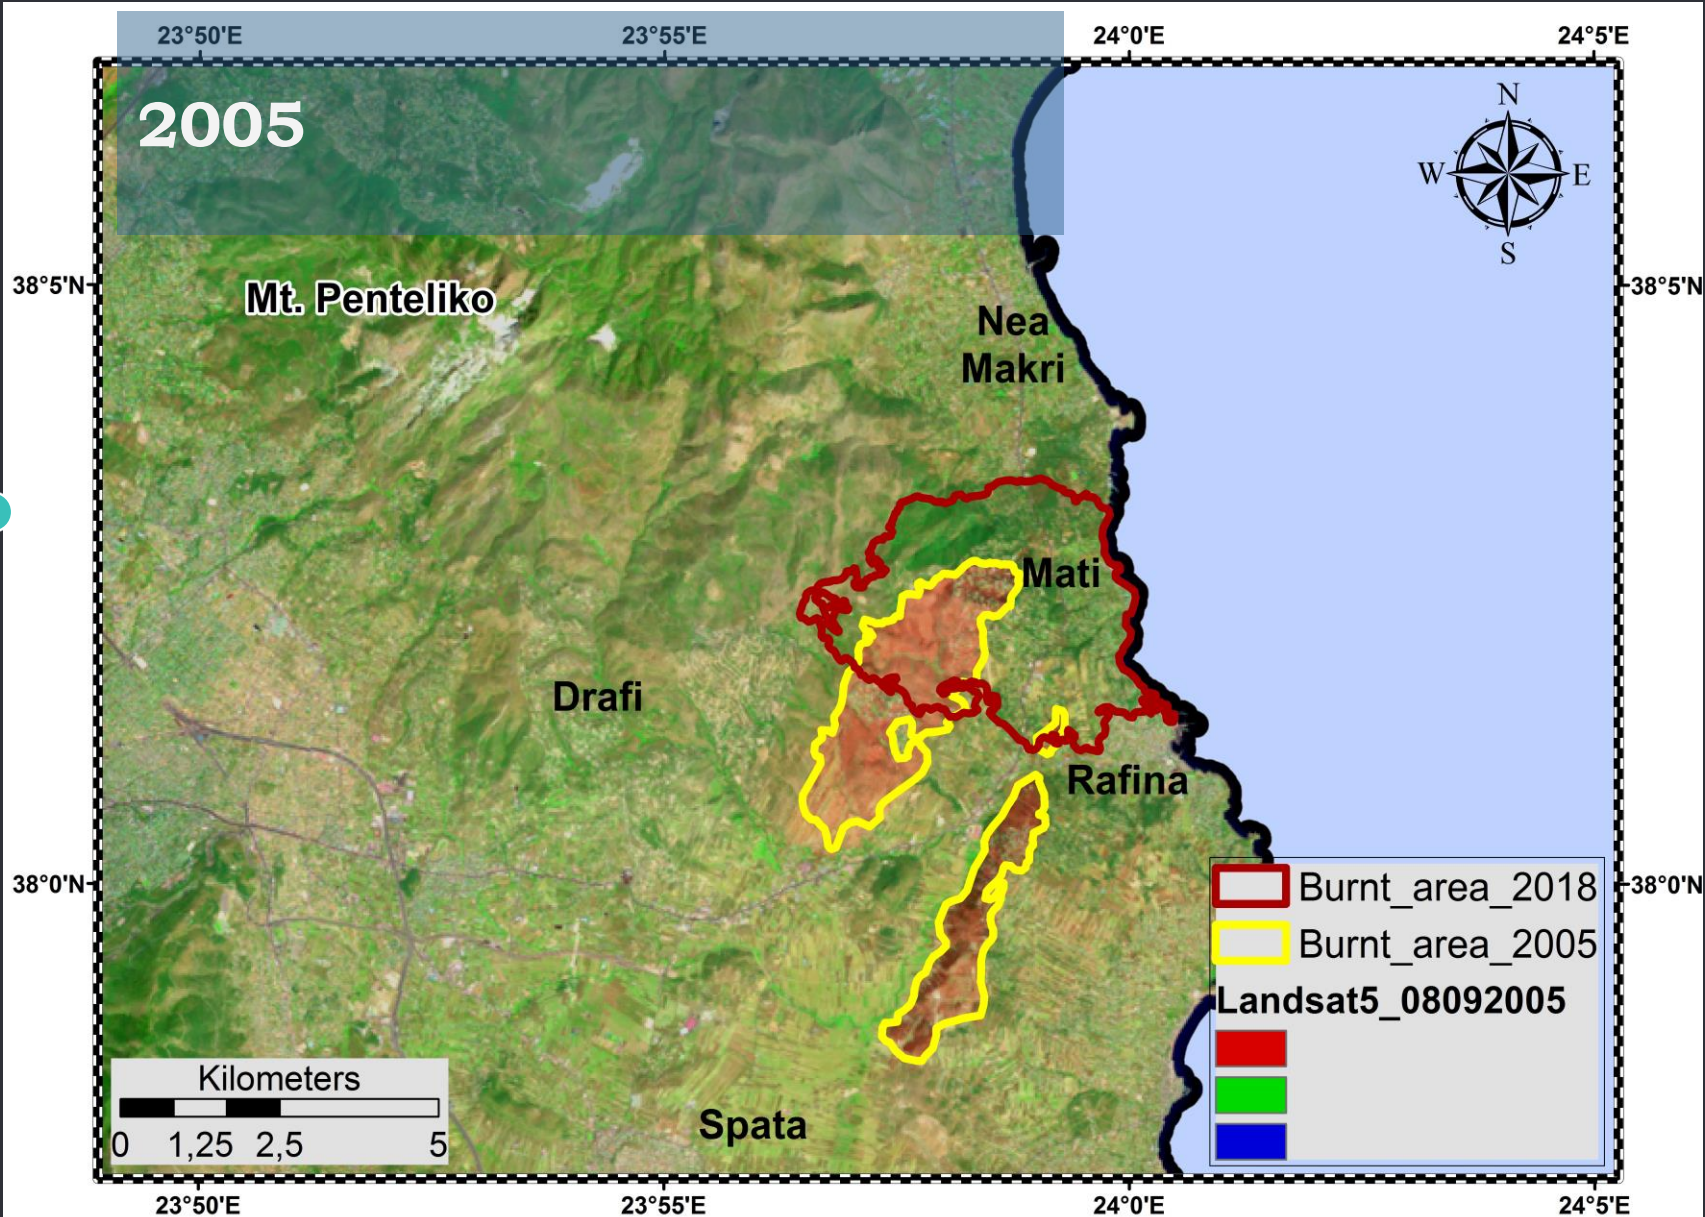 23°50'E 23°55'E 24°0'E 24°5'E
2005
N
W E
S
38°5'N 38°5'N
Mt. Penteliko
Nea
Makri
Mati
Drafi
Rafina
38°0'N 38°0'N
Burnt_area_2018
Burnt_area_2005
Landsat5_08092005
Kilometers
0 1,25 2,5 5
Spata
23°50'E 23°55'E 24°0'E 24°5'E